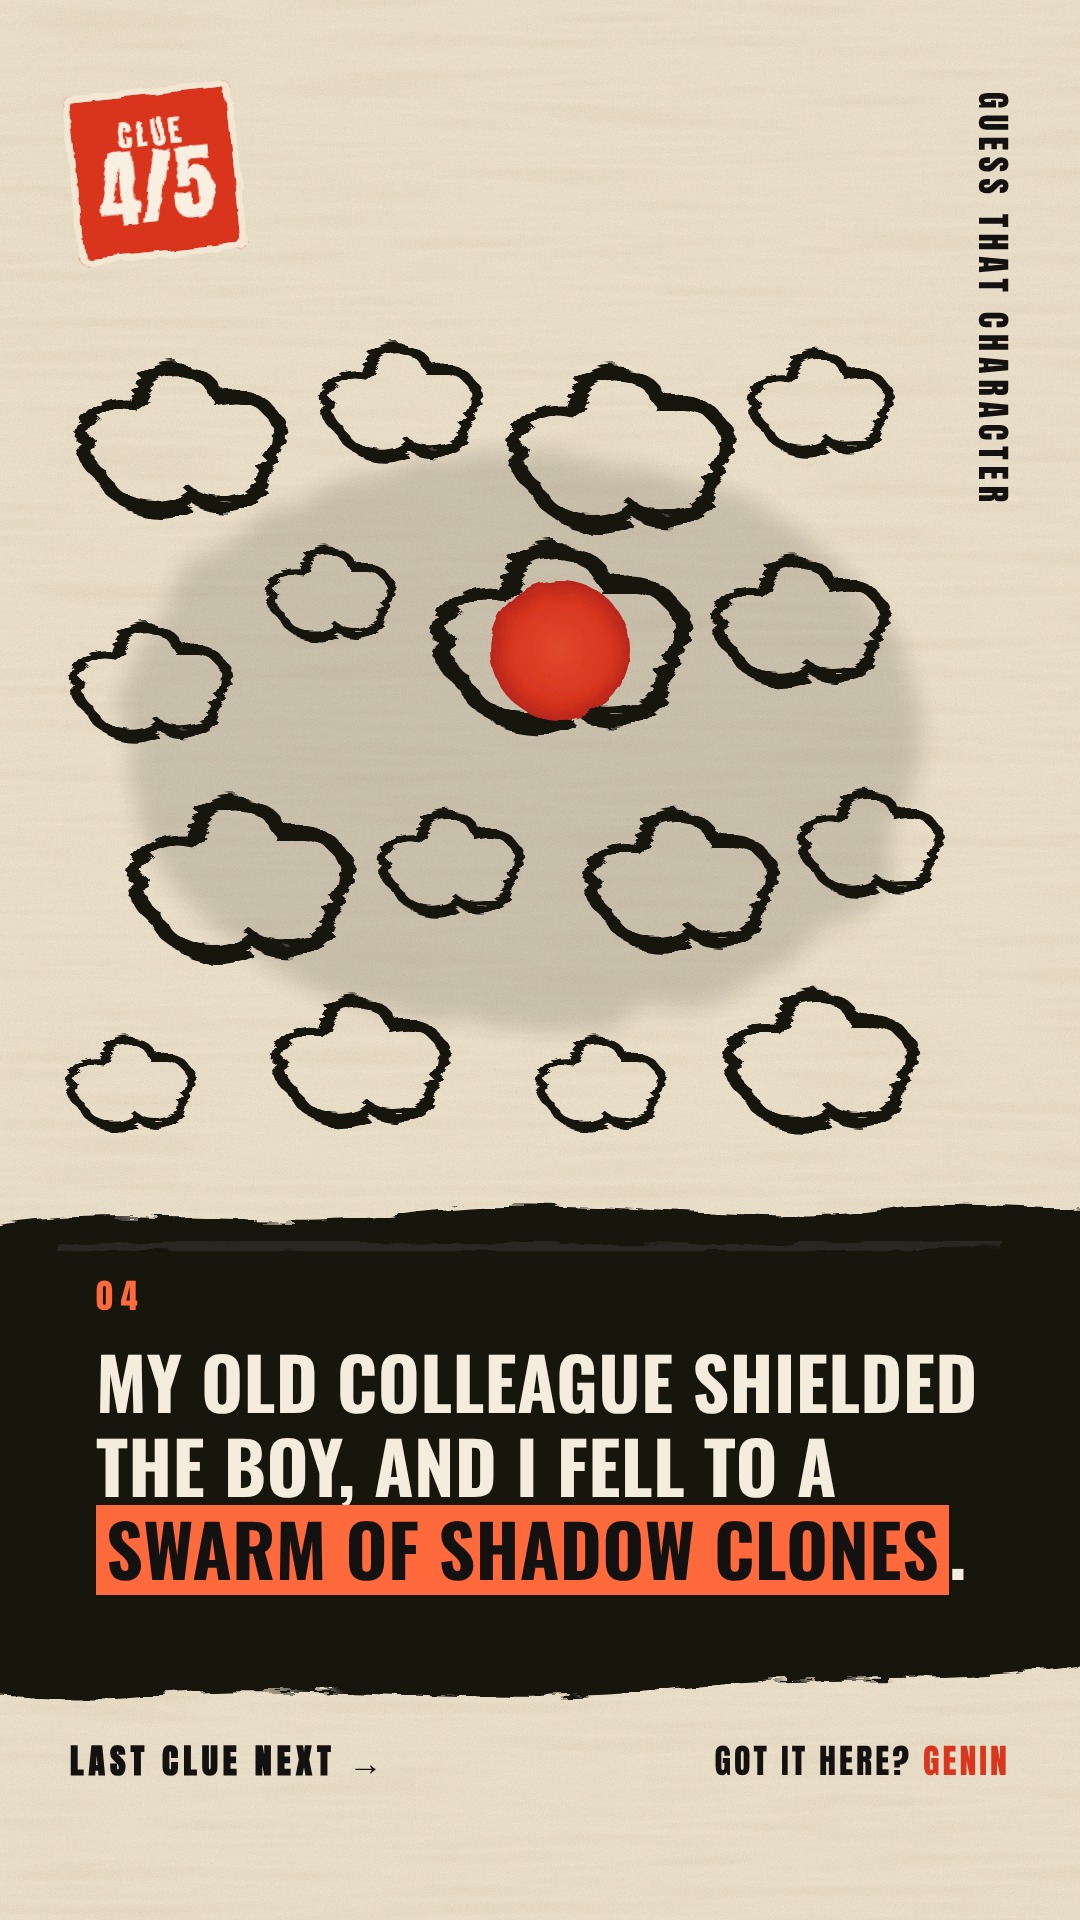 CLUE
4/5
GUESS THAT CHARACTER
04
MY OLD COLLEAGUE SHIELDED
THE BOY, AND I FELL TO A
SWARM OF SHADOW CLONES.
LAST CLUE NEXT →
GOT IT HERE? GENIN